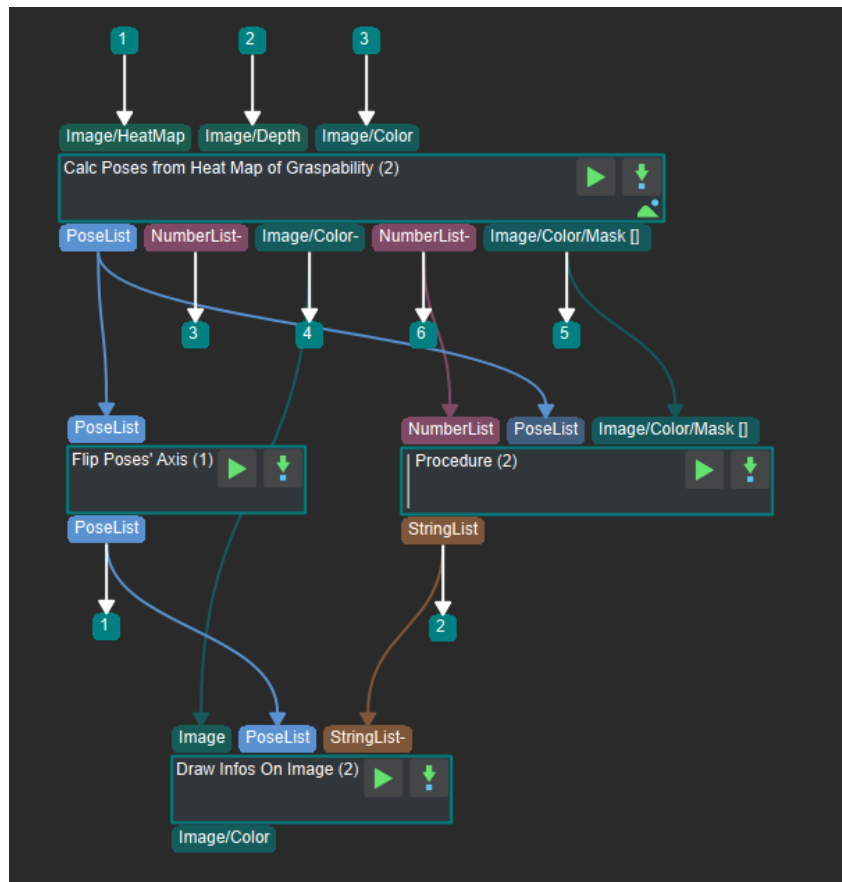 1 2 3
Image/HeatMap Image/Depth Image/Color
Calc Poses from Heat Map of Graspability (2)
PoseList NumberList- Image/Color- NumberList- Image/Color/Mask []
3 4 6 5
PoseList NumberList PoseList Image/Color/Mask []
Flip Poses' Axis (1) Procedure (2)
PoseList StringList
1 2
Image PoseList StringList-
Draw Infos On Image (2)
Image/Color